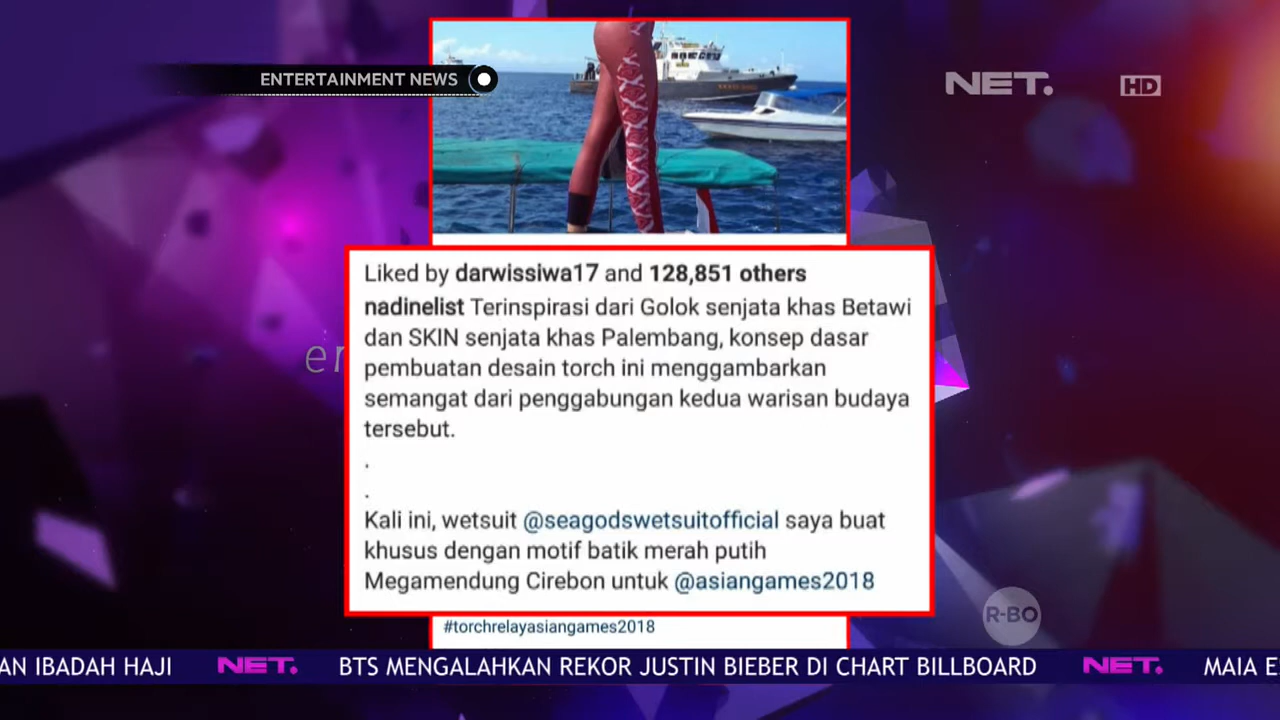 ENTERTAINMENT NEWS
NET.
HD
Liked by darwissiwa17 and 128,851 others
nadinelist Terinspirasi dari Golok senjata khas Betawi
dan SKIN senjata khas Palembang, konsep dasar
pembuatan desain torch ini menggambarkan
semangat dari penggabungan kedua warisan budaya
tersebut.
.
.
Kali ini, wetsuit @seagodswetsuitofficial saya buat
khusus dengan motif batik merah putih
Megamendung Cirebon untuk @asiangames2018
#torchrelayasiangames2018
R-BO
AN IBADAH HAJI NET. BTS MENGALAHKAN REKOR JUSTIN BIEBER DI CHART BILLBOARD NET. MAIA E